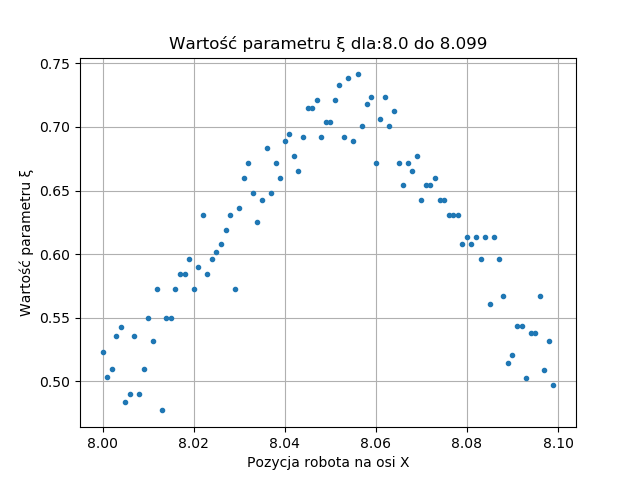 Wartość parametru ξ dla:8.0 do 8.099
0.75
0.70
0.65
0.60
0.55
0.50
Wartość parametru ξ
8.00 8.02 8.04 8.06 8.08 8.10
Pozycja robota na osi X